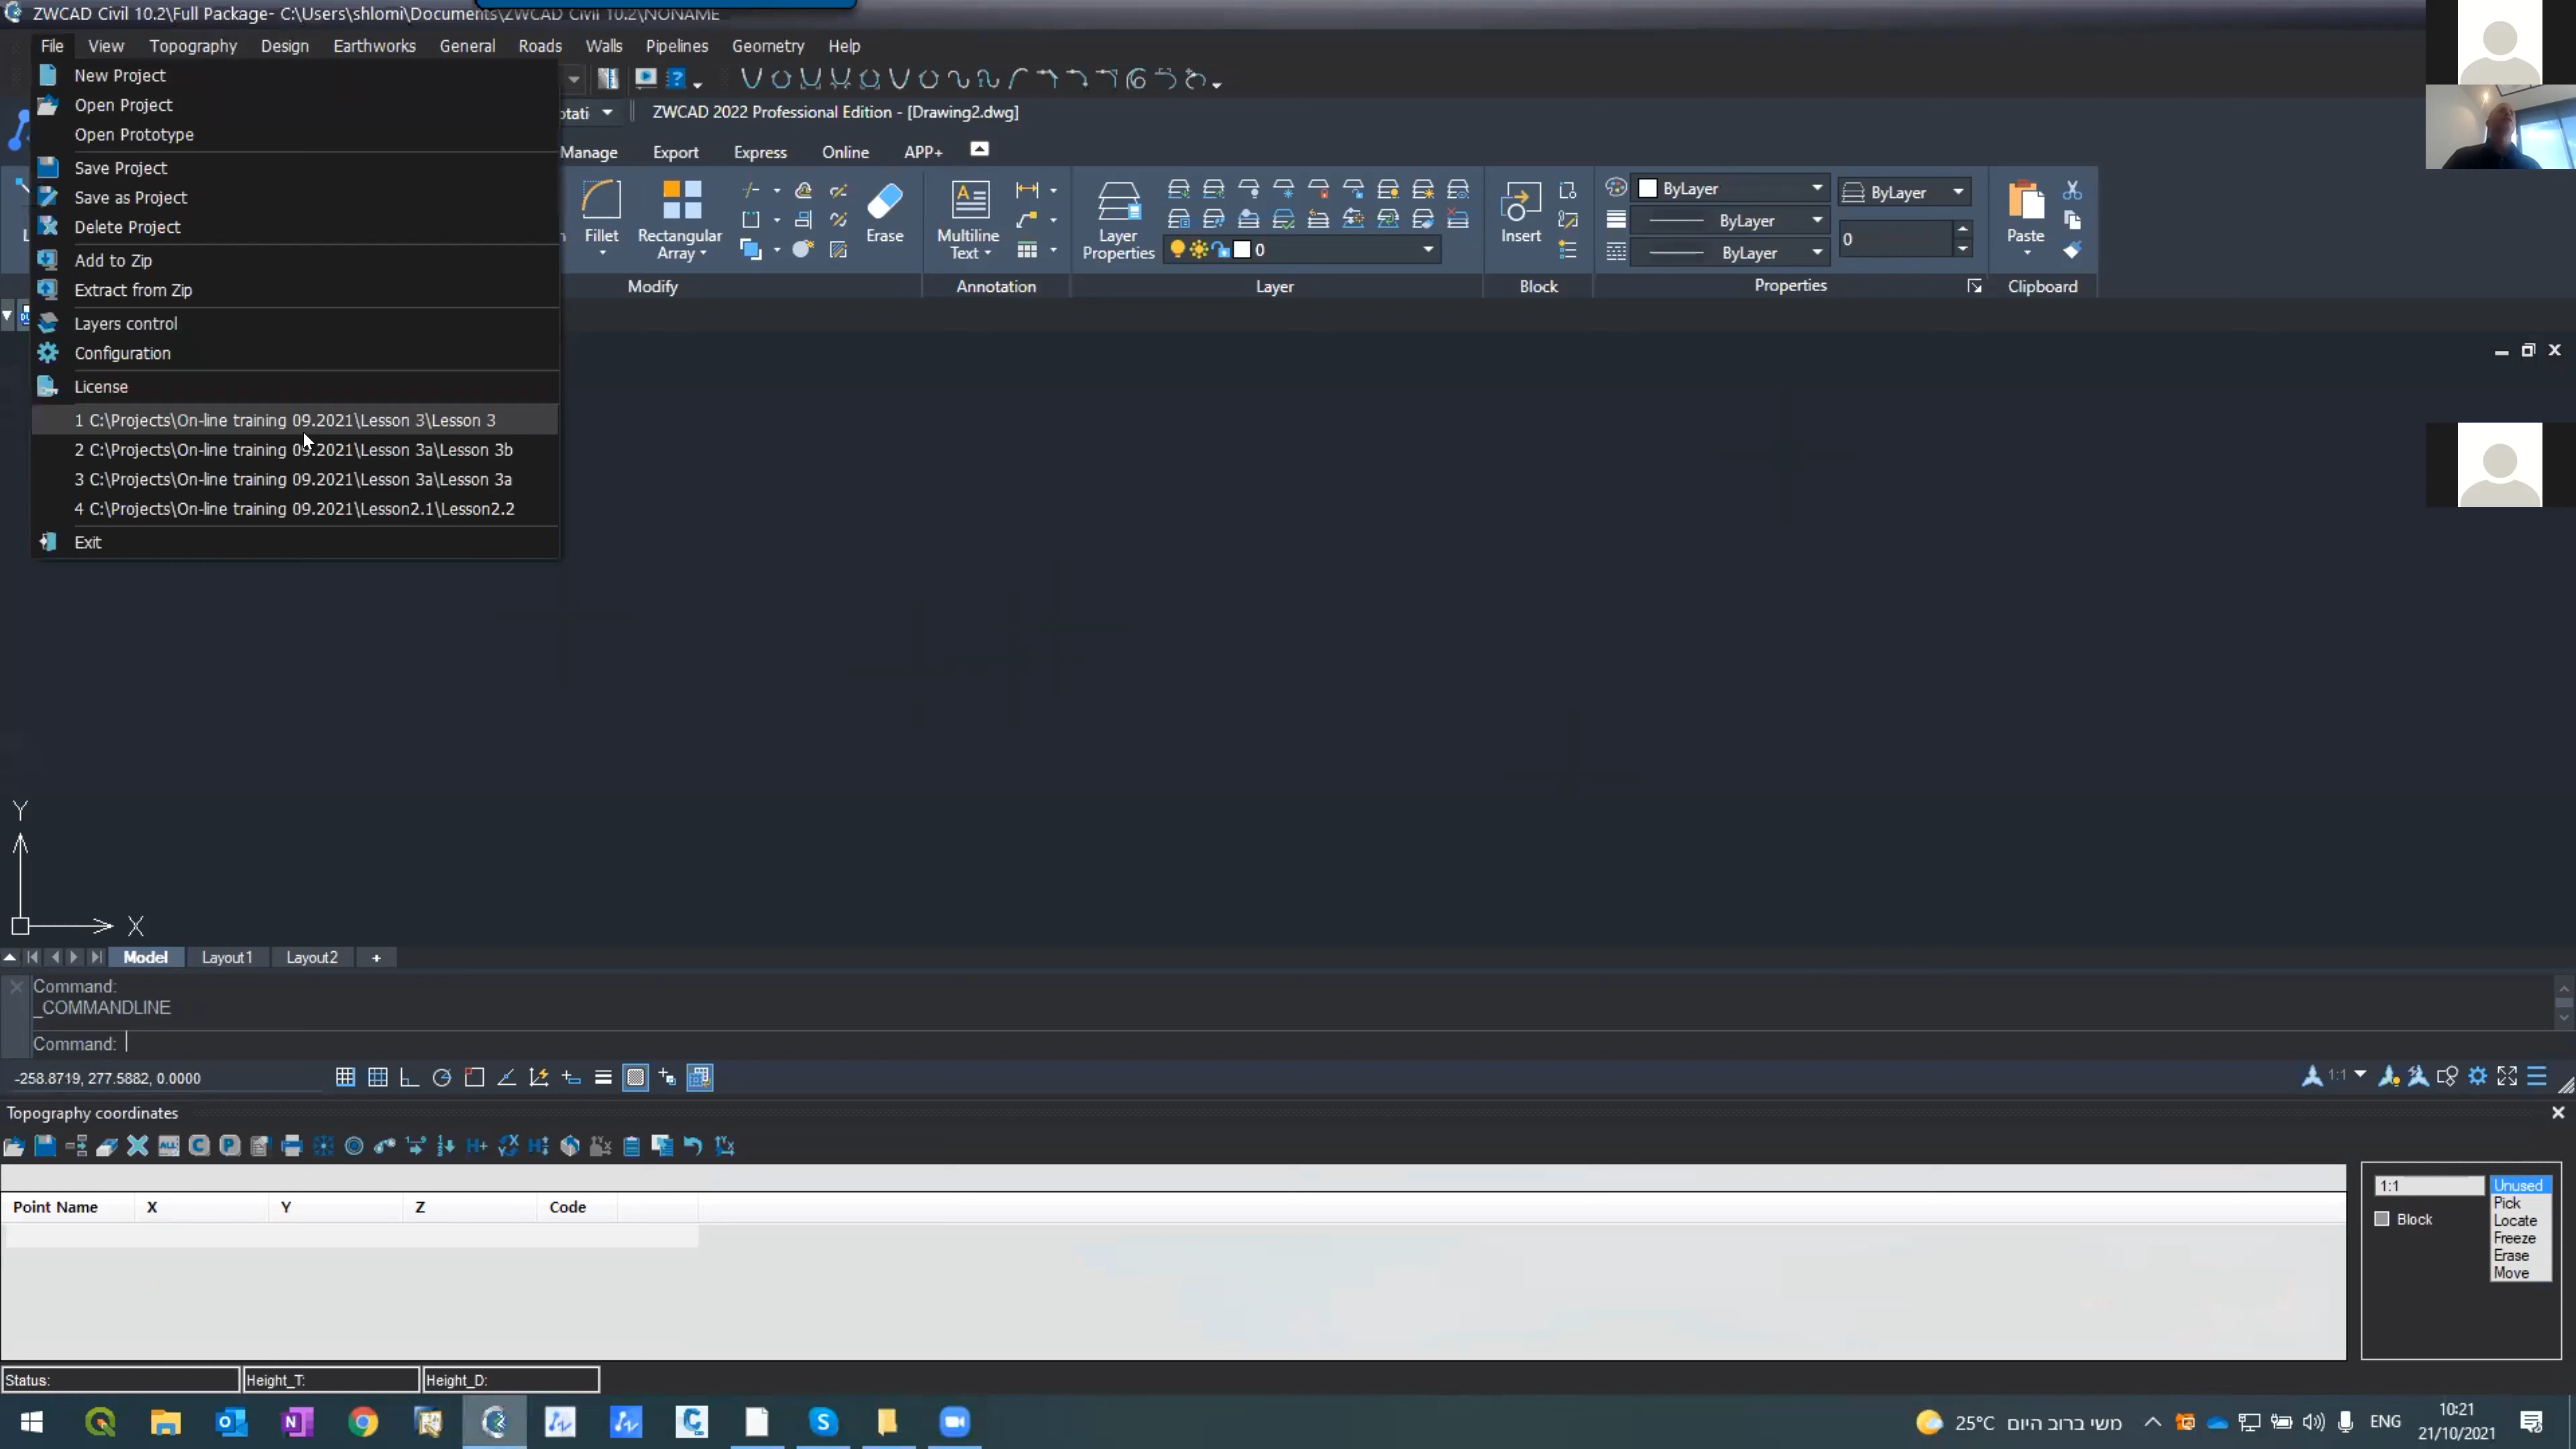 ZWCAD Civil 10.2\Full Package- C:\Users\shlomi\Documents\ZWCAD Civil 10.2\NONAME
File View Topography Design Earthworks General Roads Walls Pipelines Geometry Help
New Project
Open Project
Open Prototype
Save Project
Save as Project
Delete Project
Add to Zip
Extract from Zip
Layers control
Configuration
License
1 C:\Projects\On-line training 09.2021\Lesson 3\Lesson 3
2 C:\Projects\On-line training 09.2021\Lesson 3a\Lesson 3b
3 C:\Projects\On-line training 09.2021\Lesson 3a\Lesson 3a
4 C:\Projects\On-line training 09.2021\Lesson2.1\Lesson2.2
Exit
ZWCAD 2022 Professional Edition - [Drawing2.dwg]
Manage Export Express Online APP+
Fillet
Rectangular Array
Erase
Multiline Text
Layer Properties
0
Insert
ByLayer
ByLayer
ByLayer
ByLayer
0
Paste
Modify Annotation Layer Block Properties Clipboard
Y
X
Model Layout1 Layout2 +
Command:
_COMMANDLINE
Command:
-258.8719, 277.5882, 0.0000
1:1
Topography coordinates
Point Name X Y Z Code
1:1
Block
Unused
Pick
Locate
Freeze
Erase
Move
Status: Height_T: Height_D:
25°C משי ברוב היום
ENG
10:21
21/10/2021